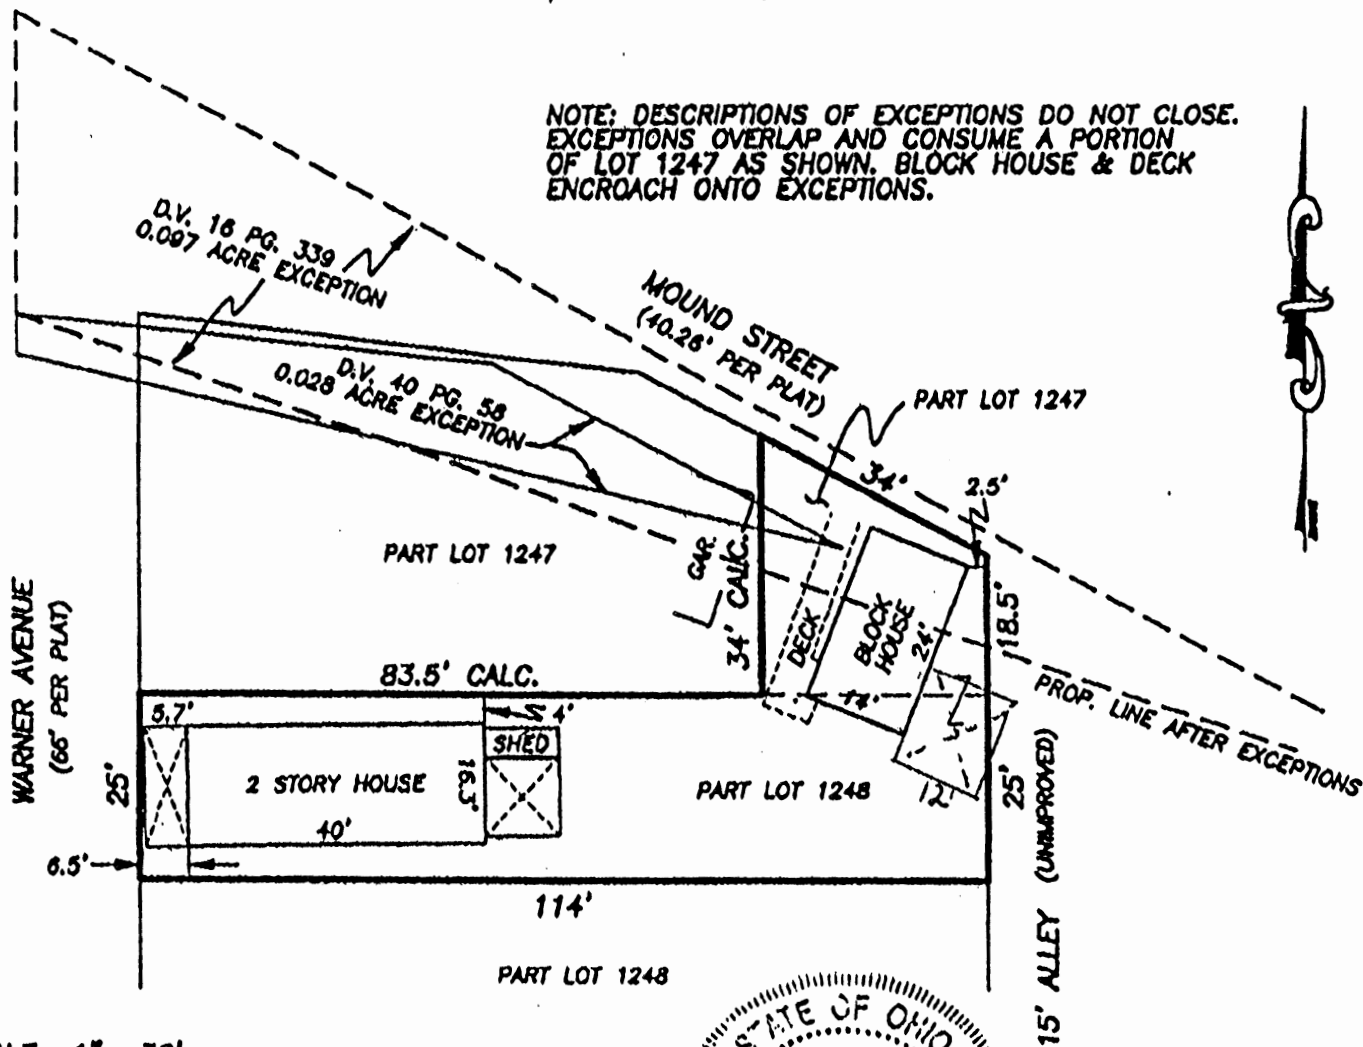 NOTE: DESCRIPTIONS OF EXCEPTIONS DO NOT CLOSE.
EXCEPTIONS OVERLAP AND CONSUME A PORTION
OF LOT 1247 AS SHOWN. BLOCK HOUSE & DECK
ENCROACH ONTO EXCEPTIONS.
D.V. 16 PG. 339
0.097 ACRE EXCEPTION
MOUND STREET
(40.26' PER PLAT)
D.V. 40 PG. 58
0.028 ACRE EXCEPTION
PART LOT 1247
34'
2.5'
PART LOT 1247
GAR.
34' CALC.
DECK
BLOCK
HOUSE
24'
14'
18.5'
WARNER AVENUE
(66' PER PLAT)
83.5' CALC.
PROP. LINE AFTER EXCEPTIONS
5.7'
4'
SHED
25'
2 STORY HOUSE
16.3'
PART LOT 1248
12'
25'
40'
6.5'
114'
15' ALLEY (UNIMPROVED)
PART LOT 1248
STATE OF OHIO